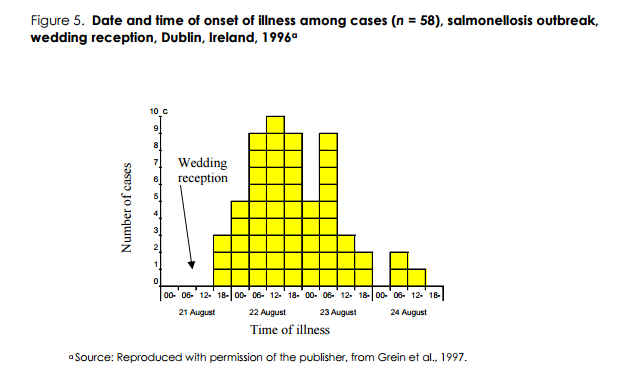 Figure 5. Date and time of onset of illness among cases (n = 58), salmonellosis outbreak,
wedding reception, Dublin, Ireland, 1996ª
10 c
9
8
7
6
5
4
3
2
1
0
Number of cases
Wedding
reception
00- 06- 12- 18- 00- 06- 12- 18- 00- 06- 12- 18- 00- 06- 12- 18-
21 August 22 August 23 August 24 August
Time of illness
ª Source: Reproduced with permission of the publisher, from Grein et al., 1997.